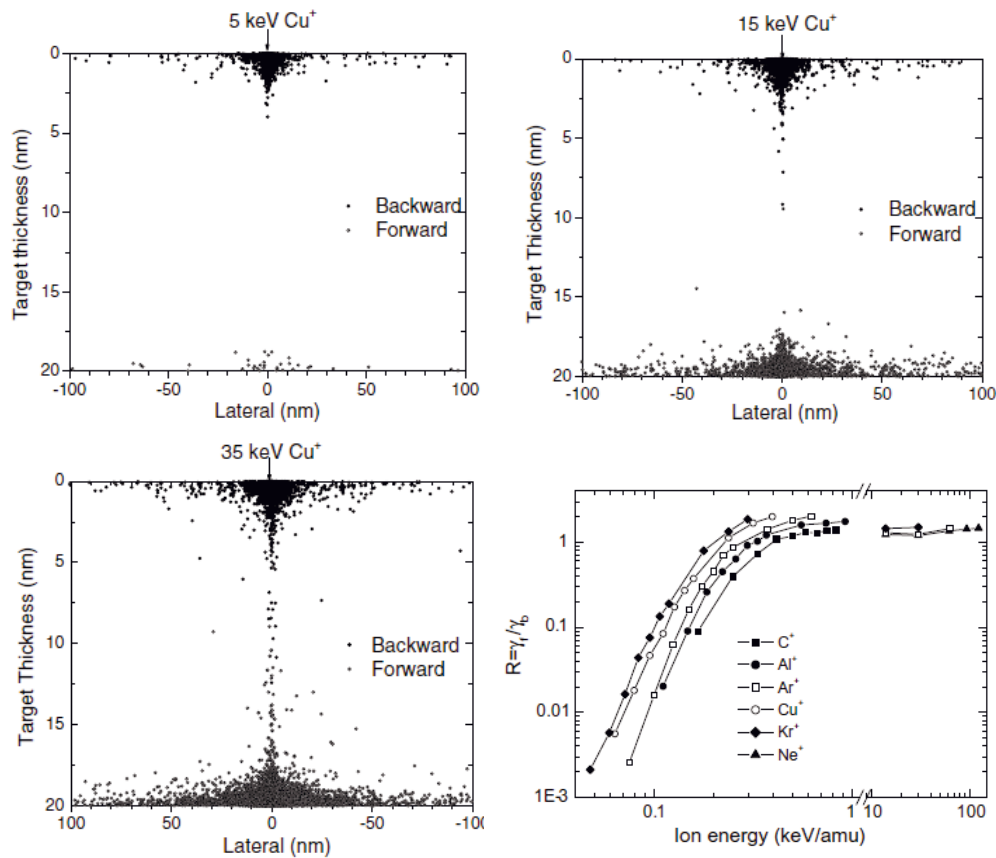 5 keV Cu⁺
0
5
10
15
20
Target thickness (nm)
Backward
Forward
-100
-50
0
50
100
Lateral (nm)
15 keV Cu⁺
0
5
10
15
20
Target Thickness (nm)
Backward
Forward
-100
-50
0
50
100
Lateral (nm)
35 keV Cu⁺
0
5
10
15
20
Target Thickness (nm)
Backward
Forward
100
50
0
-50
-100
Lateral (nm)
1
0.1
0.01
1E-3
R=γf/γb
C⁺
Al⁺
Ar⁺
Cu⁺
Kr⁺
Ne⁺
0.1
1
10
100
Ion energy (keV/amu)